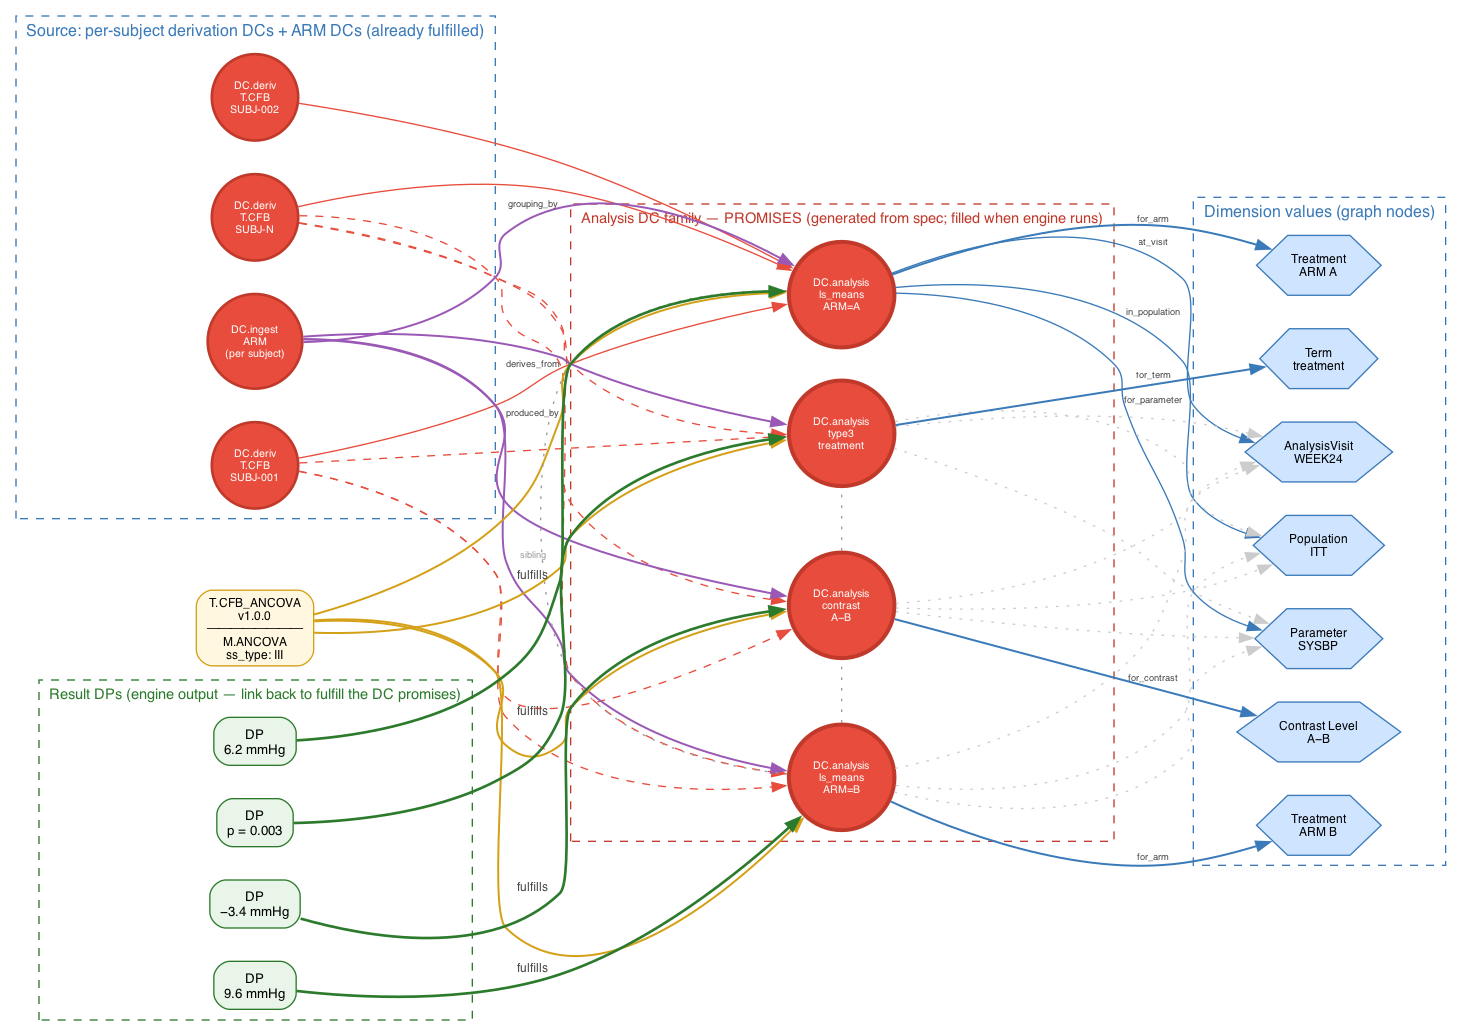 Source: per-subject derivation DCs + ARM DCs (already fulfilled)
DC.deriv
T.CFB
SUBJ-002
DC.deriv
T.CFB
SUBJ-N
DC.ingest
ARM
(per subject)
DC.deriv
T.CFB
SUBJ-001
T.CFB_ANCOVA
v1.0.0
M.ANCOVA
ss_type: III
Result DPs (engine output — link back to fulfill the DC promises)
DP
6.2 mmHg
DP
p = 0.003
DP
−3.4 mmHg
DP
9.6 mmHg
grouping_by
derives_from
produced_by
sibling
fulfills
fulfills
fulfills
fulfills
Analysis DC family — PROMISES (generated from spec; filled when engine runs)
DC.analysis
ls_means
ARM=A
DC.analysis
type3
treatment
DC.analysis
contrast
A−B
DC.analysis
ls_means
ARM=B
for_arm
at_visit
in_population
for_term
for_parameter
for_contrast
for_arm
Dimension values (graph nodes)
Treatment
ARM A
Term
treatment
AnalysisVisit
WEEK24
Population
ITT
Parameter
SYSBP
Contrast Level
A−B
Treatment
ARM B